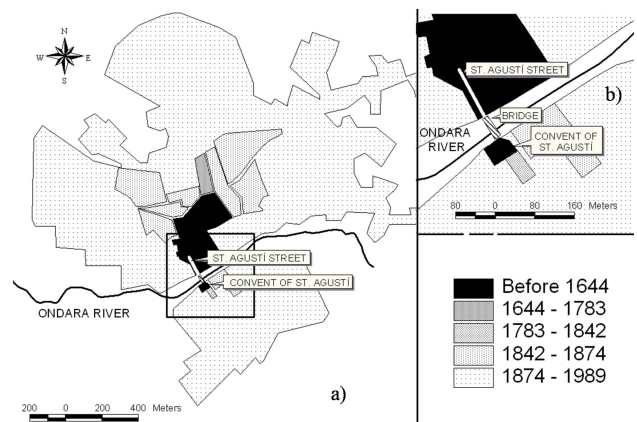 N
W E
S
ST. AGUSTÍ STREET
CONVENT OF ST. AGUSTÍ
ONDARA RIVER
a)
200 0 200 400 Meters
b)
ST. AGUSTÍ STREET
BRIDGE
ONDARA
RIVER
CONVENT OF
ST. AGUSTÍ
80 0 80 160 Meters
Before 1644
1644 - 1783
1783 - 1842
1842 - 1874
1874 - 1989